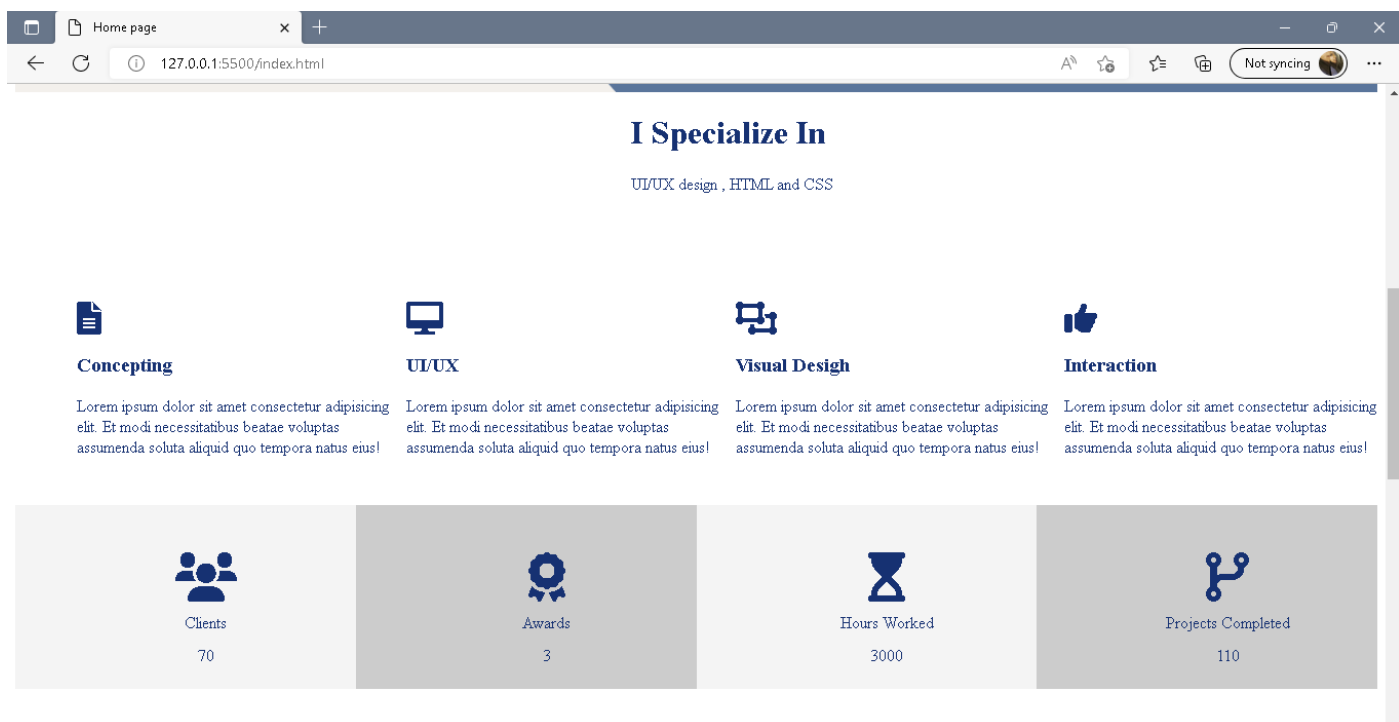 Home page
127.0.0.1:5500/index.html
Not syncing
I Specialize In
UI/UX design , HTML and CSS
Concepting
Lorem ipsum dolor sit amet consectetur adipisicing
elit. Et modi necessitatibus beatae voluptas
assumenda soluta aliquid quo tempora natus eius!
UI/UX
Lorem ipsum dolor sit amet consectetur adipisicing
elit. Et modi necessitatibus beatae voluptas
assumenda soluta aliquid quo tempora natus eius!
Visual Desigh
Lorem ipsum dolor sit amet consectetur adipisicing
elit. Et modi necessitatibus beatae voluptas
assumenda soluta aliquid quo tempora natus eius!
Interaction
Lorem ipsum dolor sit amet consectetur adipisicing
elit. Et modi necessitatibus beatae voluptas
assumenda soluta aliquid quo tempora natus eius!
Clients
70
Awards
3
Hours Worked
3000
Projects Completed
110